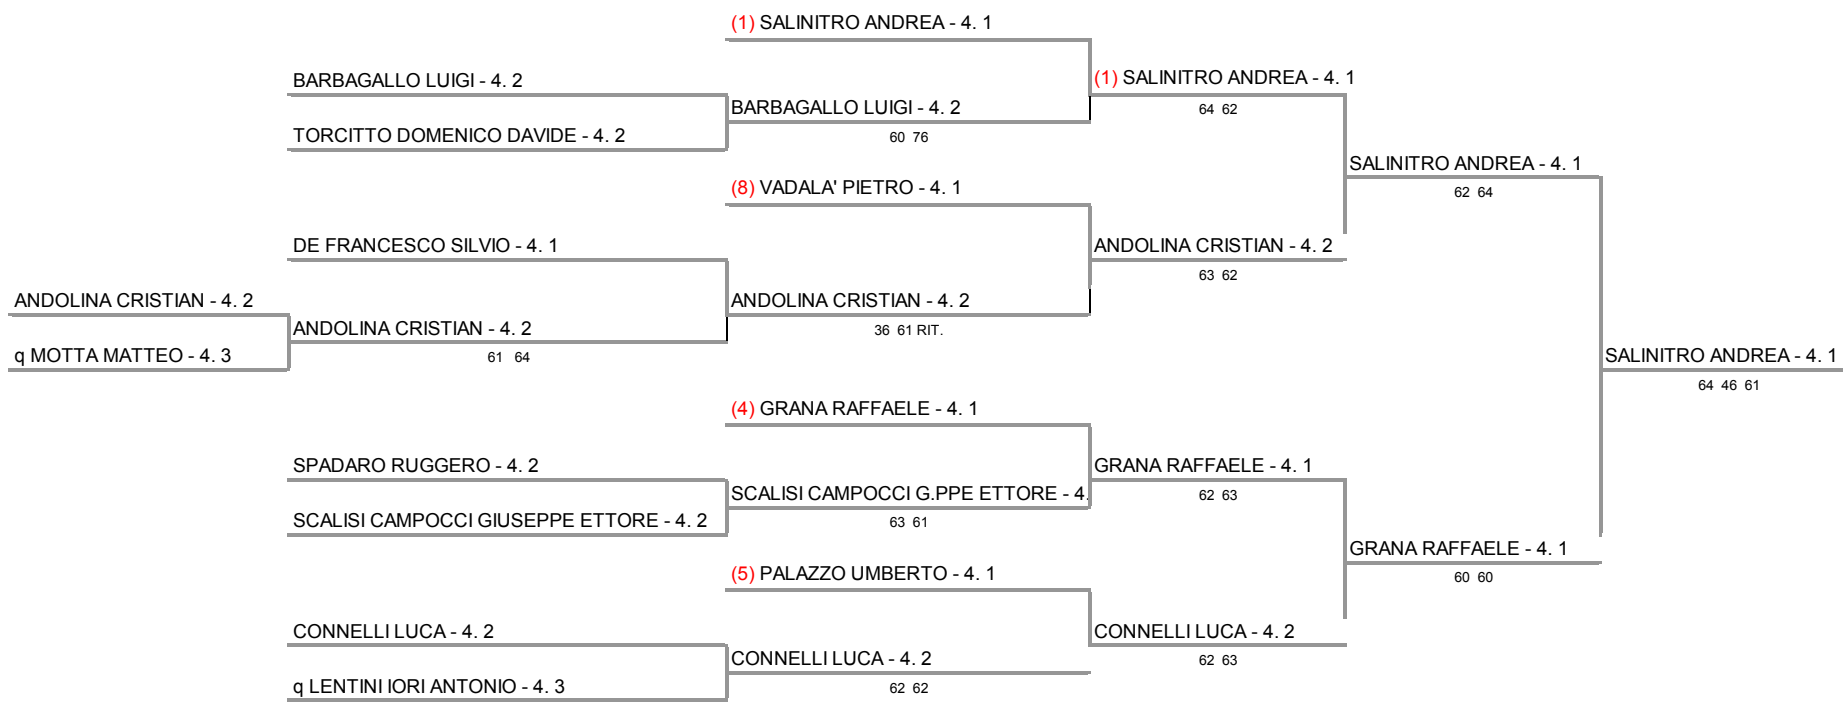 (1) SALINITRO ANDREA - 4. 1
BARBAGALLO LUIGI - 4. 2
(1) SALINITRO ANDREA - 4. 1
BARBAGALLO LUIGI - 4. 2
64 62
TORCITTO DOMENICO DAVIDE - 4. 2
60 76
SALINITRO ANDREA - 4. 1
(8) VADALA' PIETRO - 4. 1
62 64
DE FRANCESCO SILVIO - 4. 1
ANDOLINA CRISTIAN - 4. 2
63 62
ANDOLINA CRISTIAN - 4. 2
ANDOLINA CRISTIAN - 4. 2
ANDOLINA CRISTIAN - 4. 2
36 61 RIT.
q MOTTA MATTEO - 4. 3
61 64
SALINITRO ANDREA - 4. 1
64 46 61
(4) GRANA RAFFAELE - 4. 1
SPADARO RUGGERO - 4. 2
GRANA RAFFAELE - 4. 1
SCALISI CAMPOCCI G.PPE ETTORE - 4.
62 63
SCALISI CAMPOCCI GIUSEPPE ETTORE - 4. 2
63 61
GRANA RAFFAELE - 4. 1
(5) PALAZZO UMBERTO - 4. 1
60 60
CONNELLI LUCA - 4. 2
CONNELLI LUCA - 4. 2
CONNELLI LUCA - 4. 2
62 63
q LENTINI IORI ANTONIO - 4. 3
62 62